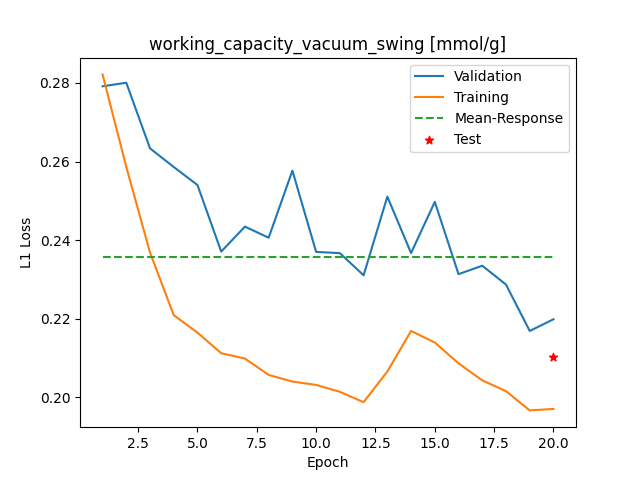 working_capacity_vacuum_swing [mmol/g]
Validation
Training
Mean-Response
Test
L1 Loss
0.28
0.26
0.24
0.22
0.20
2.5 5.0 7.5 10.0 12.5 15.0 17.5 20.0
Epoch